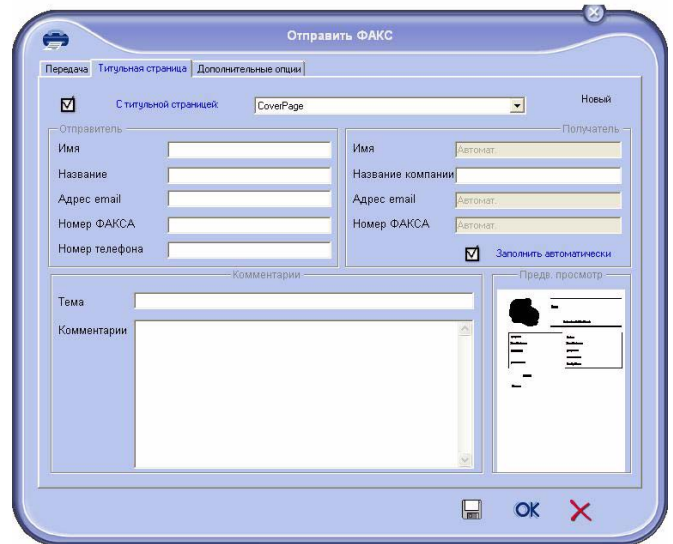 Отправить ФАКС
Передача Титульная страница Дополнительные опции
С титульной страницей: CoverPage Новый
Отправитель
Имя
Название
Адрес email
Номер ФАКСА
Номер телефона
Получатель
Имя Автомат.
Название компании
Адрес email Автомат.
Номер ФАКСА Автомат.
Заполнить автоматически
Комментарии
Тема
Комментарии
Предв. просмотр
OK